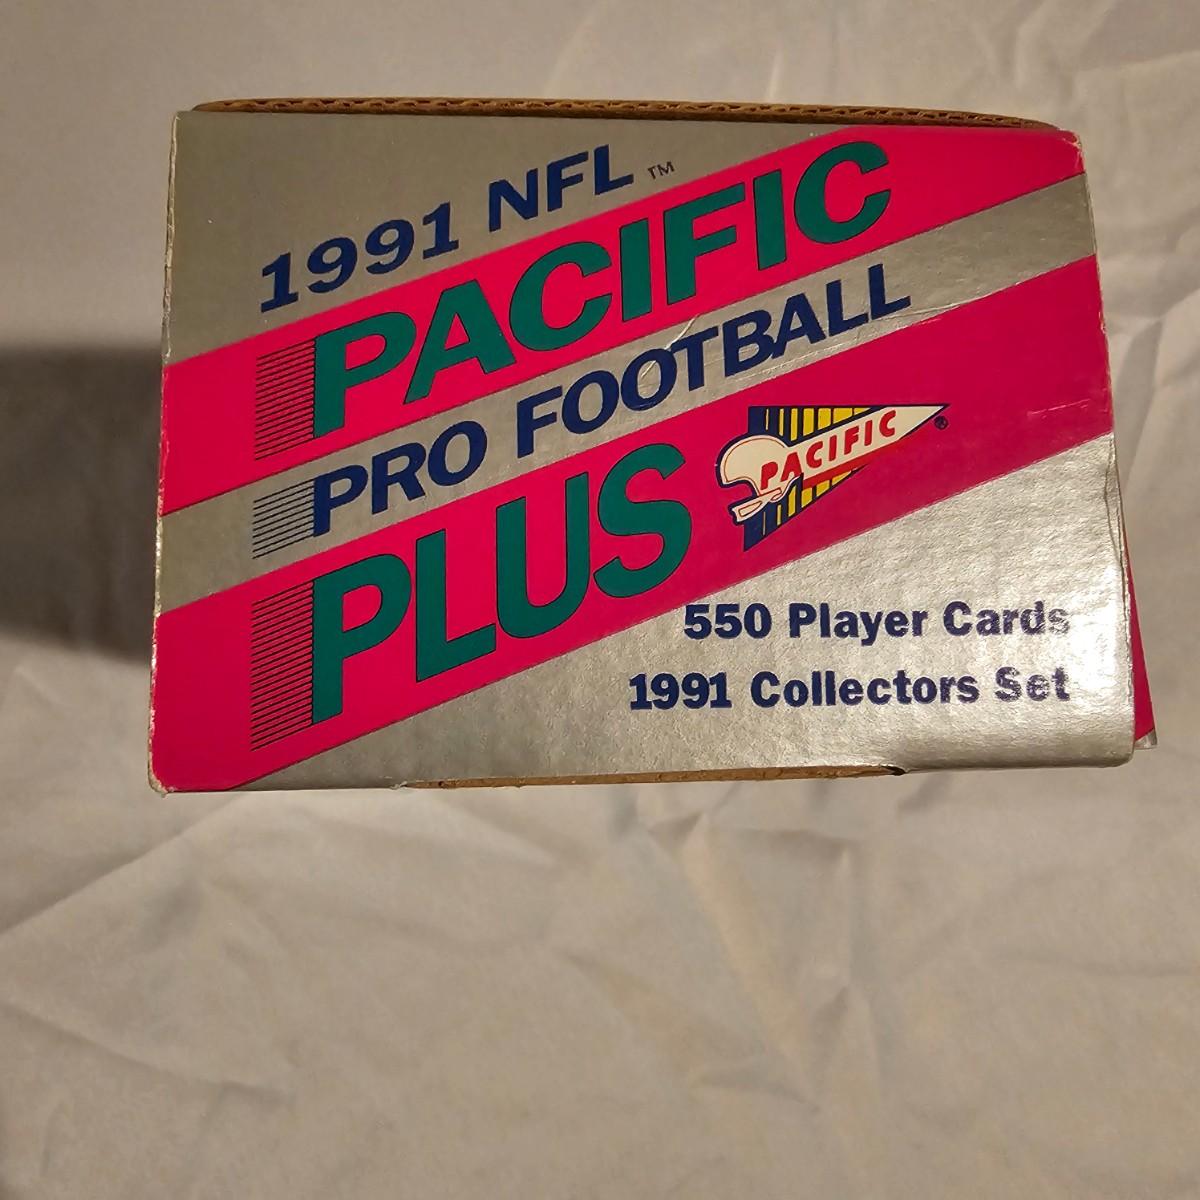 1991 NFL™
PACIFIC
PRO FOOTBALL
PLUS
PACIFIC®
550 Player Cards
1991 Collectors Set